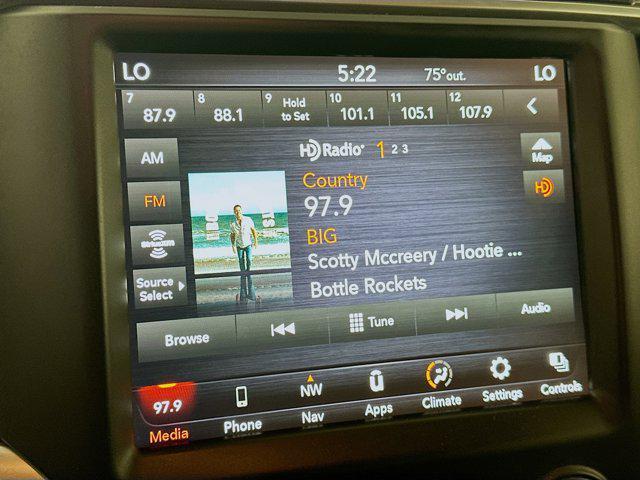 LO 5:22 75° out. LO
7 8 9 10 11 12
87.9 88.1 Hold to Set 101.1 105.1 107.9
AM
HD Radio 1 2 3
Map
FM
Country
HD
97.9
SiriusXM
BIG
Scotty Mccreery / Hootie ...
Source Select
Bottle Rockets
Browse Tune Audio
97.9 NW
Media Phone Nav Apps Climate Settings Controls